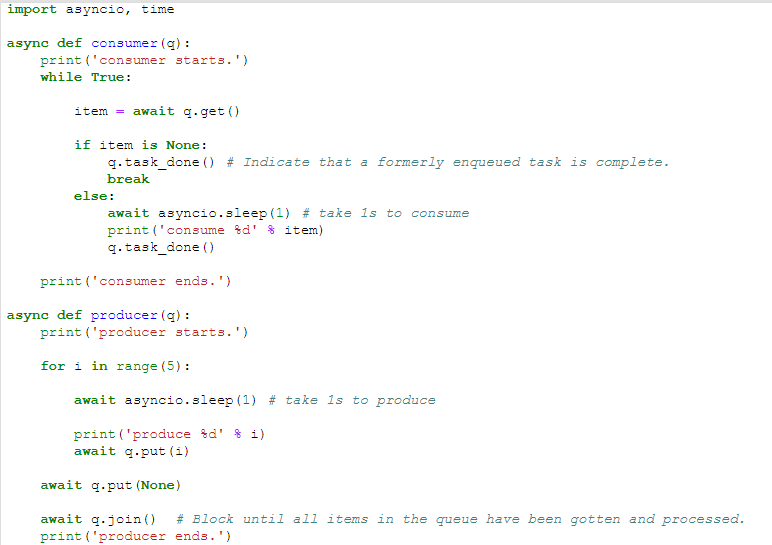 import asyncio, time
async def consumer(q):
    print('consumer starts.')
    while True:
        item = await q.get()
        if item is None:
            q.task_done() # Indicate that a formerly enqueued task is complete.
            break
        else:
            await asyncio.sleep(1) # take 1s to consume
            print('consume %d' % item)
            q.task_done()
    print('consumer ends.')
async def producer(q):
    print('producer starts.')
    for i in range(5):
        await asyncio.sleep(1) # take 1s to produce
        print('produce %d' % i)
        await q.put(i)
    await q.put(None)
    await q.join()  # Block until all items in the queue have been gotten and processed.
    print('producer ends.')